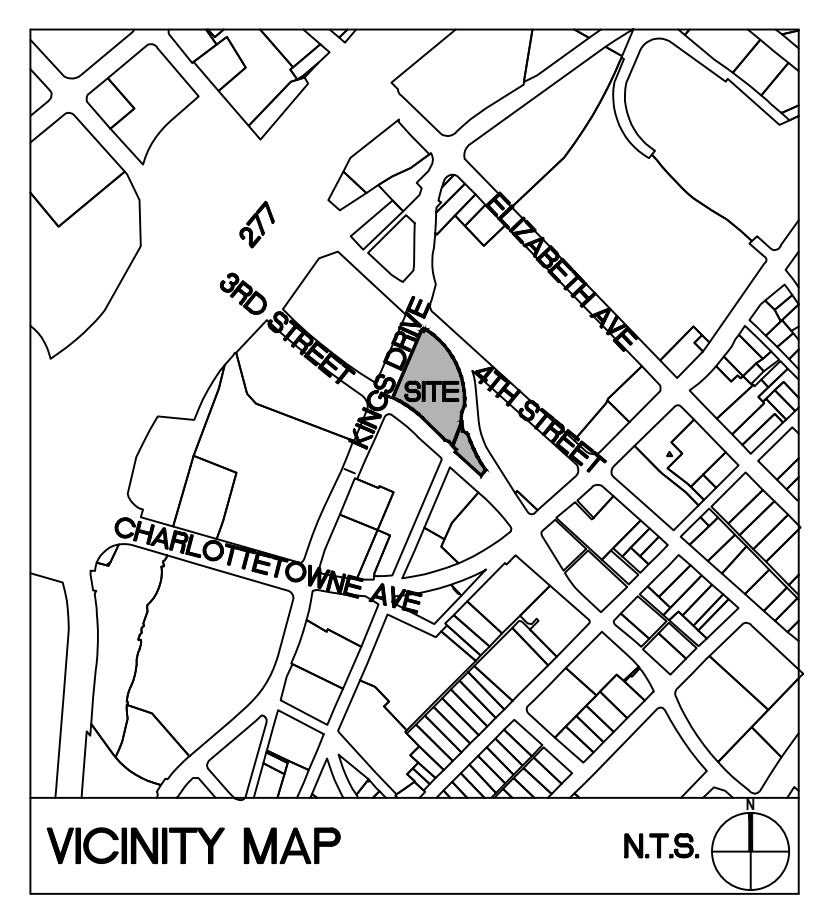 277
3RD STREET
KINGS DRIVE
ELIZABETH AVE
SITE
4TH STREET
CHARLOTTETOWNE AVE
VICINITY MAP
N.T.S.
N